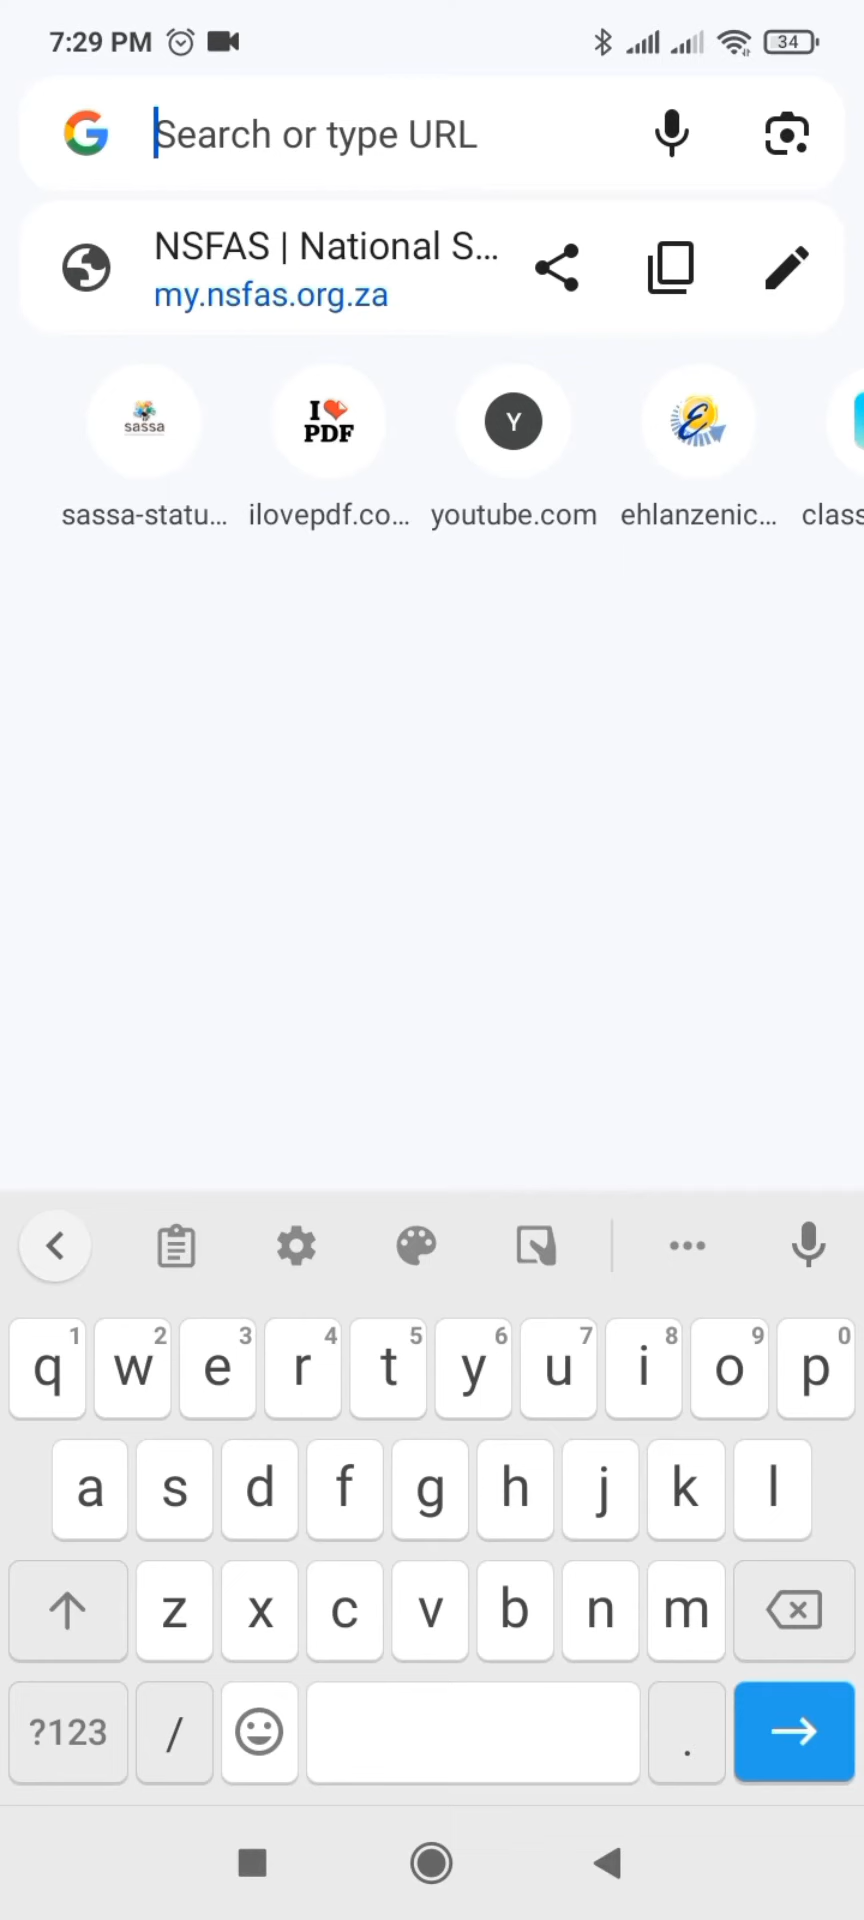 7:29 PM
34
Search or type URL
NSFAS | National S...
my.nsfas.org.za
sassa
I PDF
Y
E
sassa-statu...
ilovepdf.co...
youtube.com
ehlanzenic...
class
1 2 3 4 5 6 7 8 9 0
q w e r t y u i o p
a s d f g h j k l
z x c v b n m
?123 / .